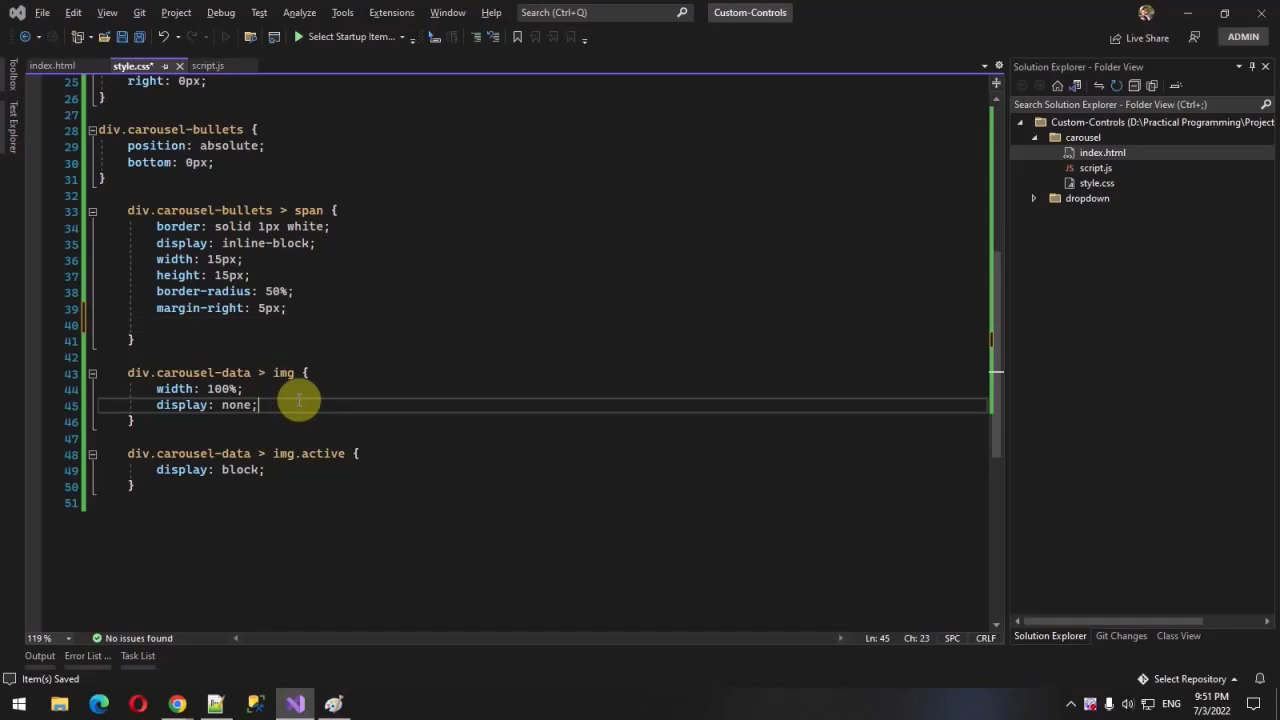 File Edit View Git Project Debug Test Analyze Tools Extensions Window Help Search (Ctrl+Q) Custom-Controls
Select Startup Item... Live Share ADMIN
Toolbox
Test Explorer
index.html style.css* script.js
25 right: 0px;
26 }
27
28 div.carousel-bullets {
29 position: absolute;
30 bottom: 0px;
31 }
32
33 div.carousel-bullets > span {
34 border: solid 1px white;
35 display: inline-block;
36 width: 15px;
37 height: 15px;
38 border-radius: 50%;
39 margin-right: 5px;
40
41 }
42
43 div.carousel-data > img {
44 width: 100%;
45 display: none;
46 }
47
48 div.carousel-data > img.active {
49 display: block;
50 }
51
Solution Explorer - Folder View
Search Solution Explorer - Folder View (Ctrl+;)
Custom-Controls (D:\Practical Programming\Project
carousel
index.html
JS script.js
style.css
dropdown
119 % No issues found Ln: 45 Ch: 23 SPC CRLF
Solution Explorer Git Changes Class View
Output Error List ... Task List
Item(s) Saved Select Repository
ENG 9:51 PM
7/3/2022